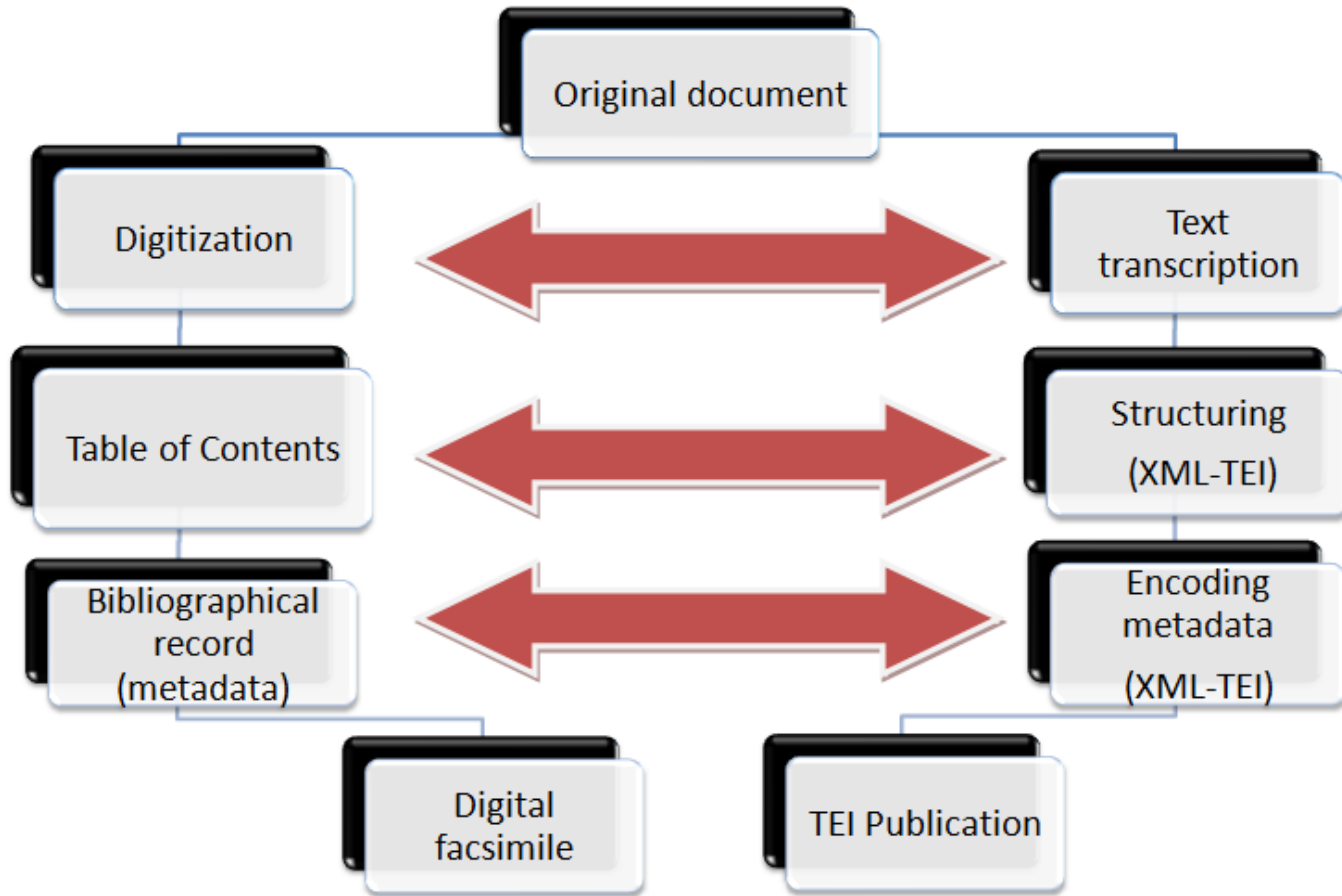 Original document
Digitization
Text
transcription
Table of Contents
Structuring
(XML-TEI)
Bibliographical
record
(metadata)
Encoding
metadata
(XML-TEI)
Digital
facsimile
TEI Publication